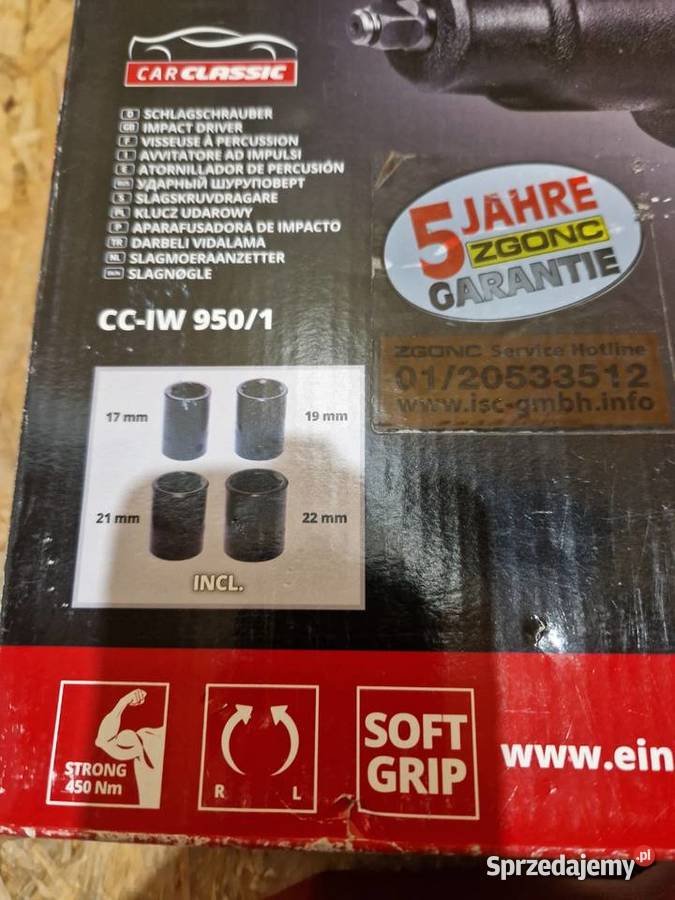 CAR CLASSIC
D SCHLAGSCHRAUBER
GB IMPACT DRIVER
F VISSEUSE À PERCUSSION
I AVVITATORE AD IMPULSI
E ATORNILLADOR DE PERCUSIÓN
УДАРНЫЙ ШУРУПОВЕРТ
S SLAGSKRUVDRAGARE
PL KLUCZ UDAROWY
P APARAFUSADORA DE IMPACTO
TR DARBELI VIDALAMA
NL SLAGMOERAANZETTER
SLAGNØGLE
CC-IW 950/1
5 JAHRE
ZGONC
GARANTIE
ZGONC Service Hotline
01/20533512
www.isc-gmbh.info
17 mm
19 mm
21 mm
22 mm
INCL.
STRONG
450 Nm
R L
SOFT
GRIP
www.ein
Sprzedajemy.pl